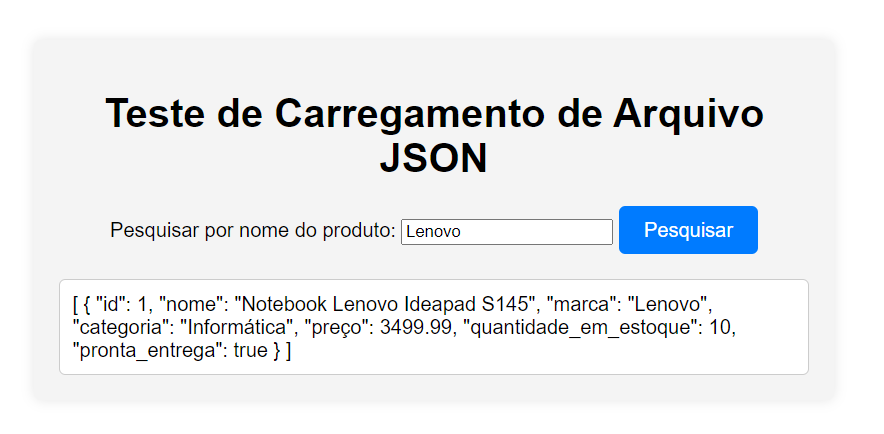 Teste de Carregamento de Arquivo
JSON
Pesquisar por nome do produto: Lenovo Pesquisar
[ { "id": 1, "nome": "Notebook Lenovo Ideapad S145", "marca": "Lenovo",
"categoria": "Informática", "preço": 3499.99, "quantidade_em_estoque": 10,
"pronta_entrega": true } ]